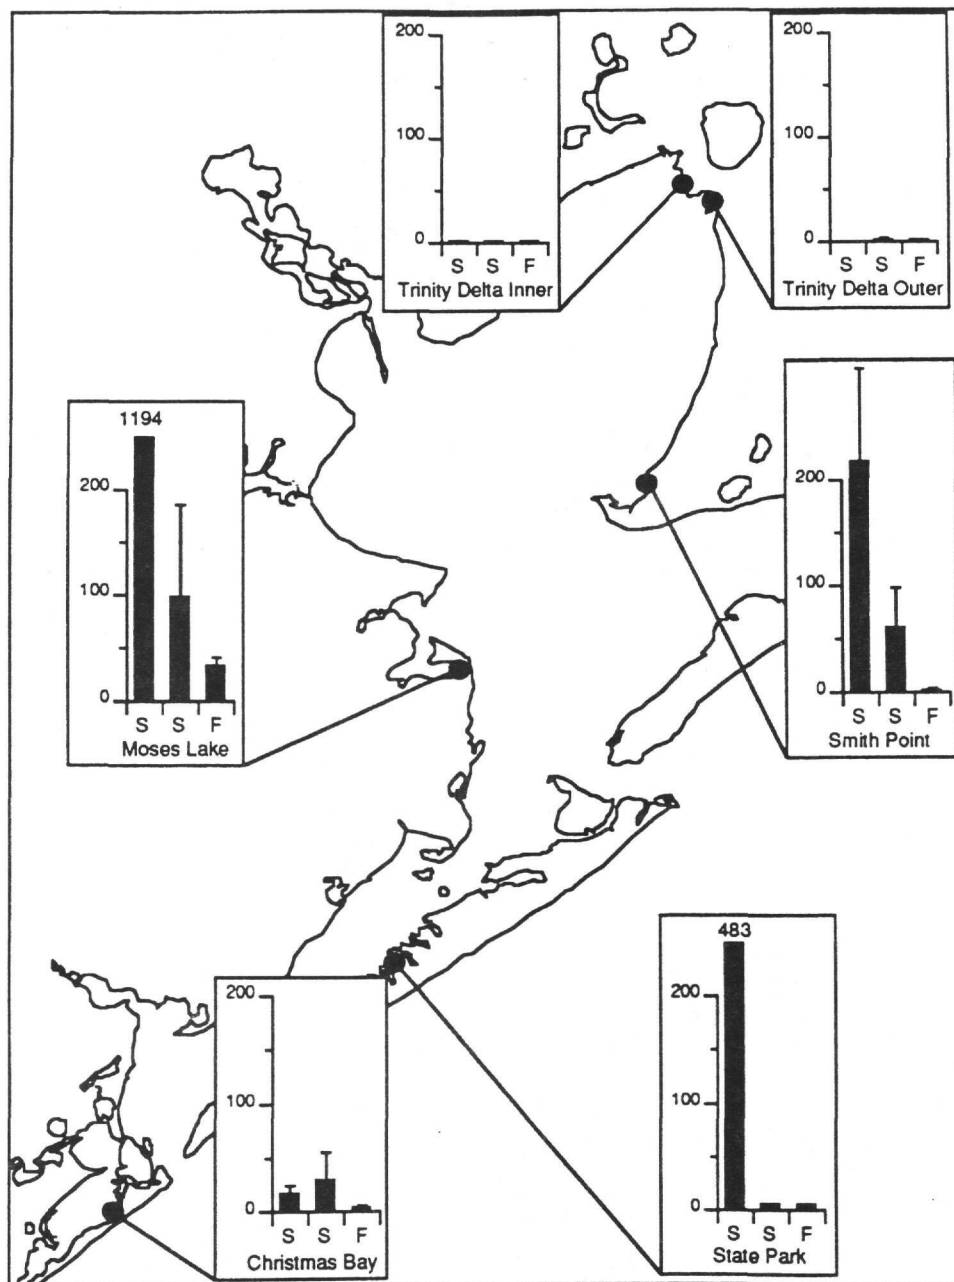 200
100
0
S S F
Trinity Delta Inner
200
100
0
S S F
Trinity Delta Outer
1194
200
100
0
S S F
Moses Lake
200
100
0
S S F
Smith Point
483
200
100
0
S S F
State Park
200
100
0
S S F
Christmas Bay